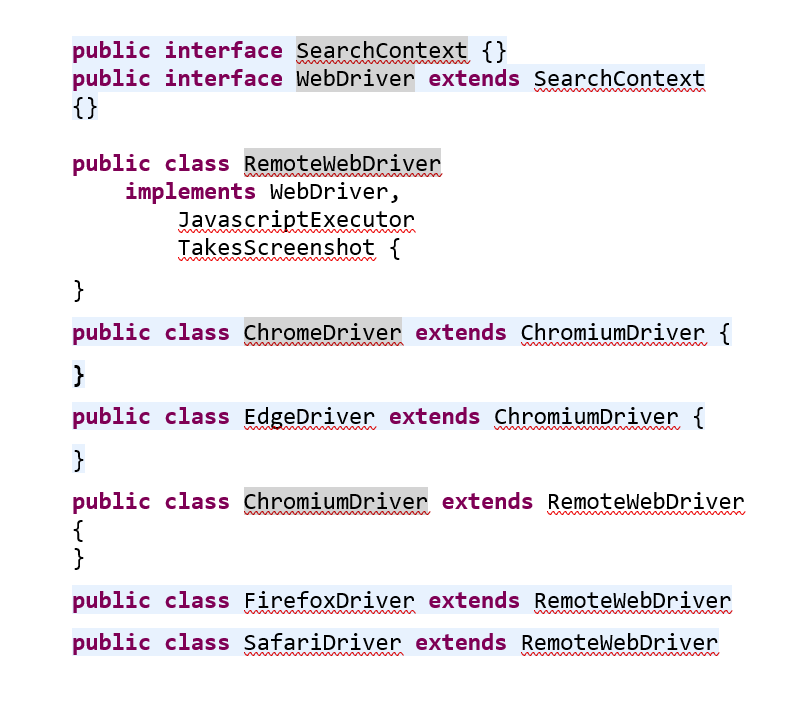 public interface SearchContext {}
public interface WebDriver extends SearchContext
{}
public class RemoteWebDriver
implements WebDriver,
JavascriptExecutor
TakesScreenshot {
}
public class ChromeDriver extends ChromiumDriver {
}
public class EdgeDriver extends ChromiumDriver {
}
public class ChromiumDriver extends RemoteWebDriver
{
}
public class FirefoxDriver extends RemoteWebDriver
public class SafariDriver extends RemoteWebDriver